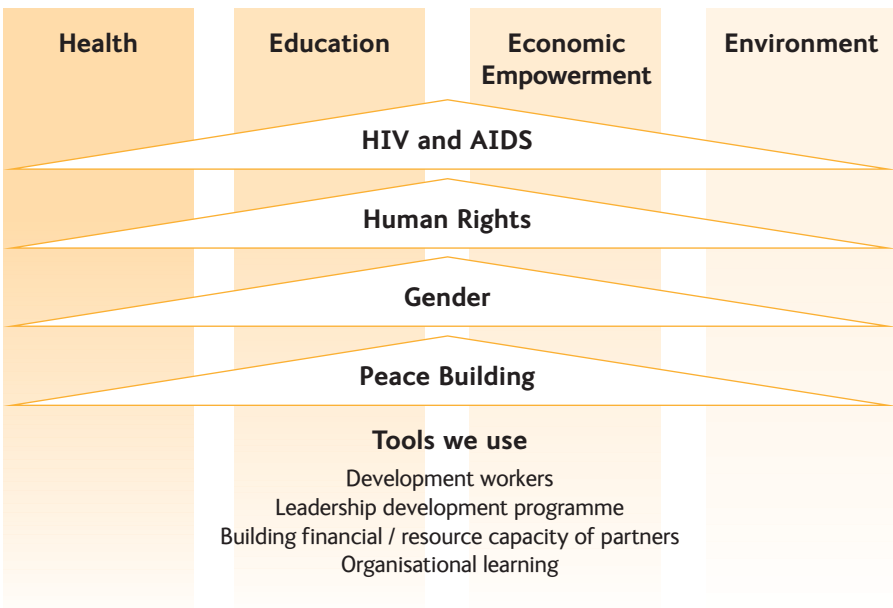 Health
Education
Economic
Empowerment
Environment
HIV and AIDS
Human Rights
Gender
Peace Building
Tools we use
Development workers
Leadership development programme
Building financial / resource capacity of partners
Organisational learning